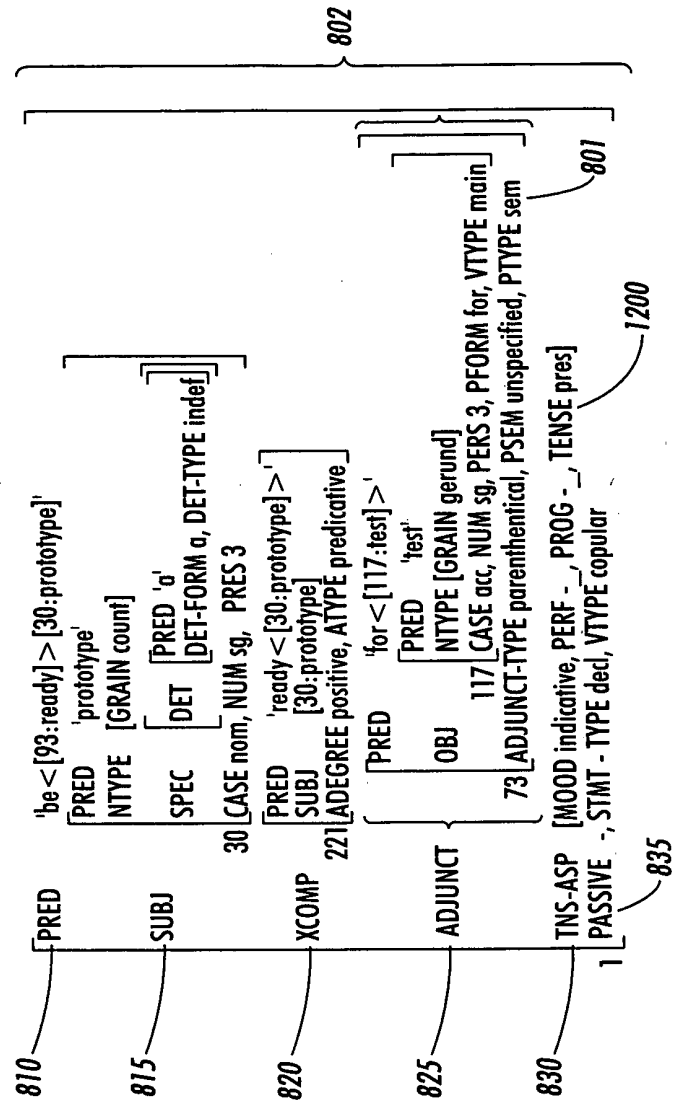 802
810 PRED 'be < [93:ready] > [30:prototype]'
PRED 'prototype'
NTYPE [GRAIN count]
815 SUBJ SPEC DET [PRED 'a'
DET-FORM a, DET-TYPE indef]
30 CASE nom, NUM sg, PRES 3
PRED 'ready < [30:prototype] >'
820 XCOMP SUBJ [30:prototype]
221 ADEGREE positive, ATYPE predicative
PRED 'for < [117:test] >'
PRED 'test'
825 ADJUNCT OBJ NTYPE [GRAIN gerund]
117 CASE acc, NUM sg, PERS 3, PFORM for, VTYPE main
73 ADJUNCT-TYPE parenthentical, PSEM unspecified, PTYPE sem
801
830 TNS-ASP [MOOD indicative, PERF - _, PROG - _, TENSE pres]
1200
1 PASSIVE -, STMT - TYPE decl, VTYPE copular
835